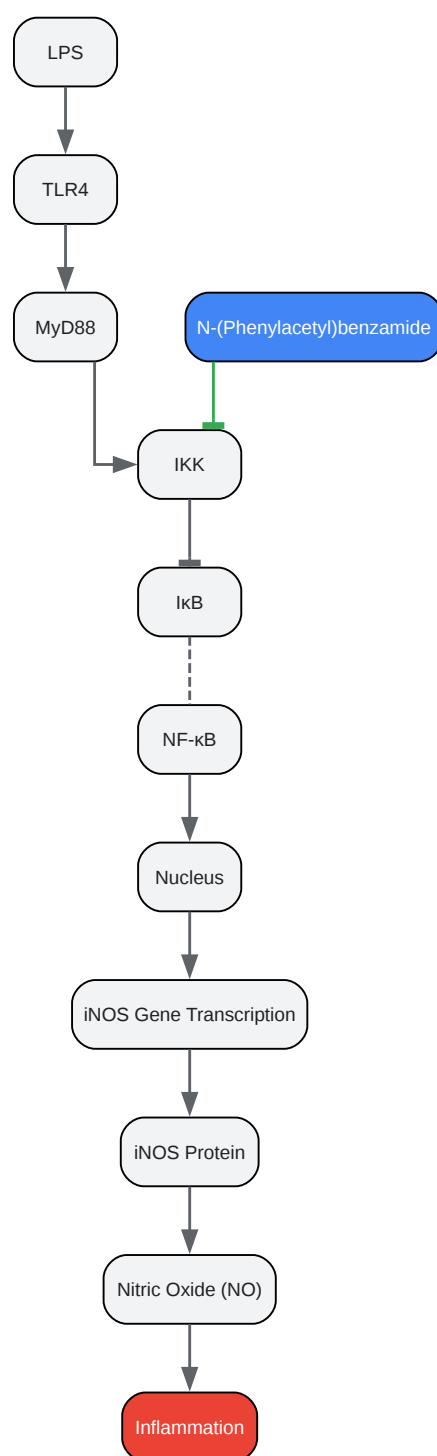 LPS
TLR4
MyD88
N-(Phenylacetyl)benzamide
IKK
IκB
NF-κB
Nucleus
iNOS Gene Transcription
iNOS Protein
Nitric Oxide (NO)
Inflammation